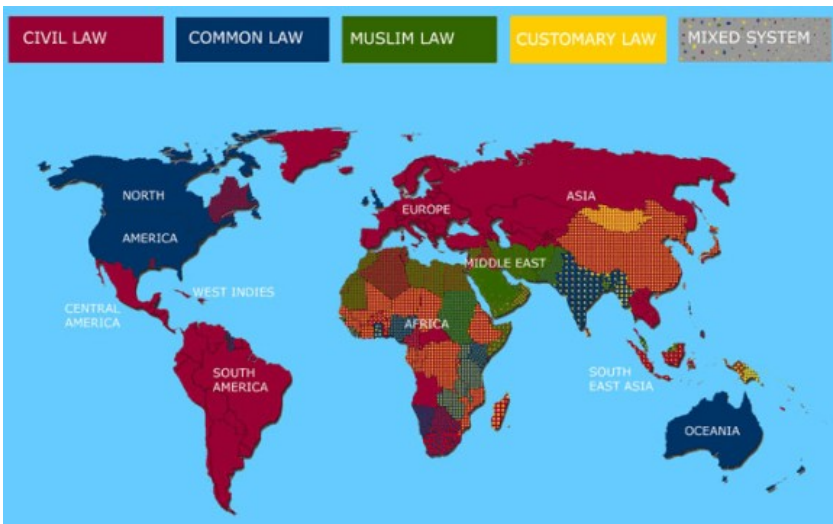 CIVIL LAW
COMMON LAW
MUSLIM LAW
CUSTOMARY LAW
MIXED SYSTEM
NORTH
AMERICA
EUROPE
ASIA
MIDDLE EAST
WEST INDIES
CENTRAL
AMERICA
AFRICA
SOUTH
AMERICA
SOUTH
EAST ASIA
OCEANIA